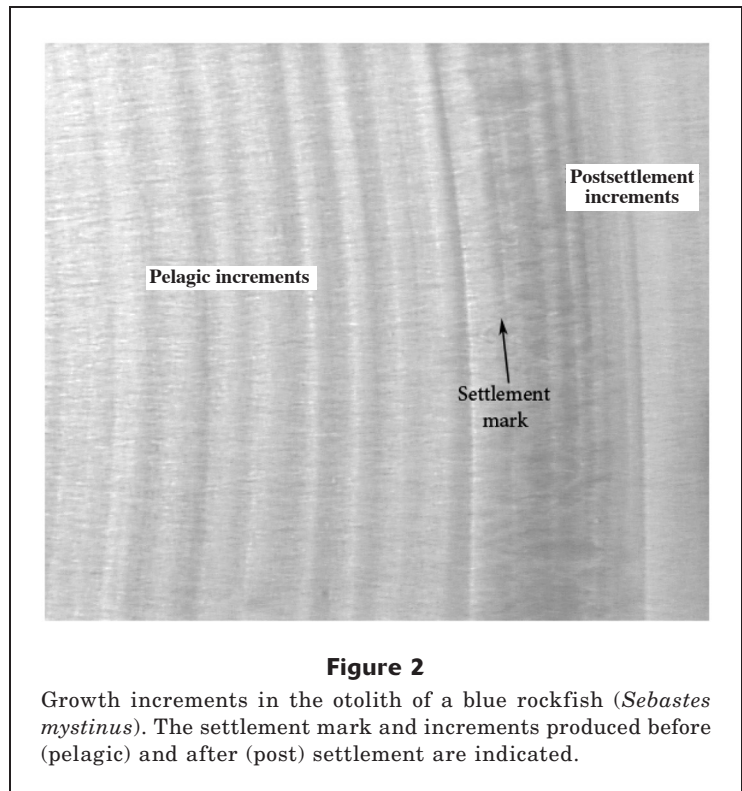 Postsettlement
increments
Pelagic increments
Settlement
mark
Figure 2
Growth increments in the otolith of a blue rockfish (Sebastes
mystinus). The settlement mark and increments produced before
(pelagic) and after (post) settlement are indicated.